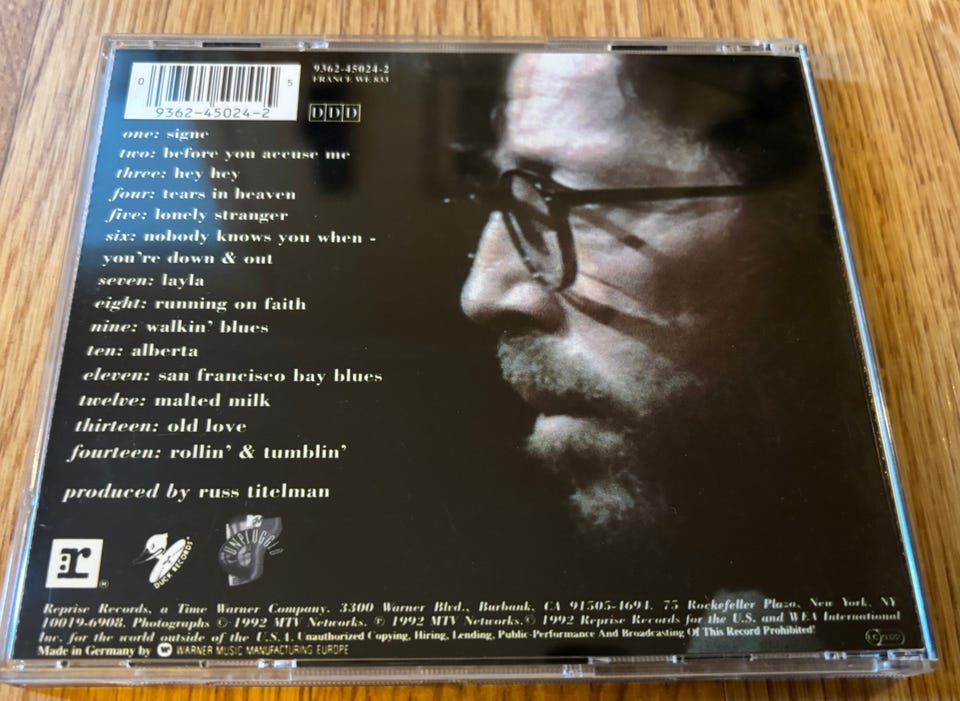 0 5
9362-45024-2
9362-45024-2
FRANCE WE 833
DDD
one: signe
two: before you accuse me
three: hey hey
four: tears in heaven
five: lonely stranger
six: nobody knows you when -
you're down & out
seven: layla
eight: running on faith
nine: walkin' blues
ten: alberta
eleven: san francisco bay blues
twelve: malted milk
thirteen: old love
fourteen: rollin' & tumblin'
produced by russ titelman
r ®
DUCK RECORDS
UNPLUGGED
Reprise Records, a Time Warner Company. 3300 Warner Blvd., Burbank, CA 91505-4694. 75 Rockefeller Plaza, New York, NY
10019-6908. Photographs © 1992 MTV Networks. ℗ 1992 MTV Networks.© 1992 Reprise Records for the U.S. and WEA International
Inc. for the world outside of the U.S.A. Unauthorized Copying, Hiring, Lending, Public-Performance And Broadcasting Of This Record Prohibited!
Made in Germany by W WARNER MUSIC MANUFACTURING EUROPE